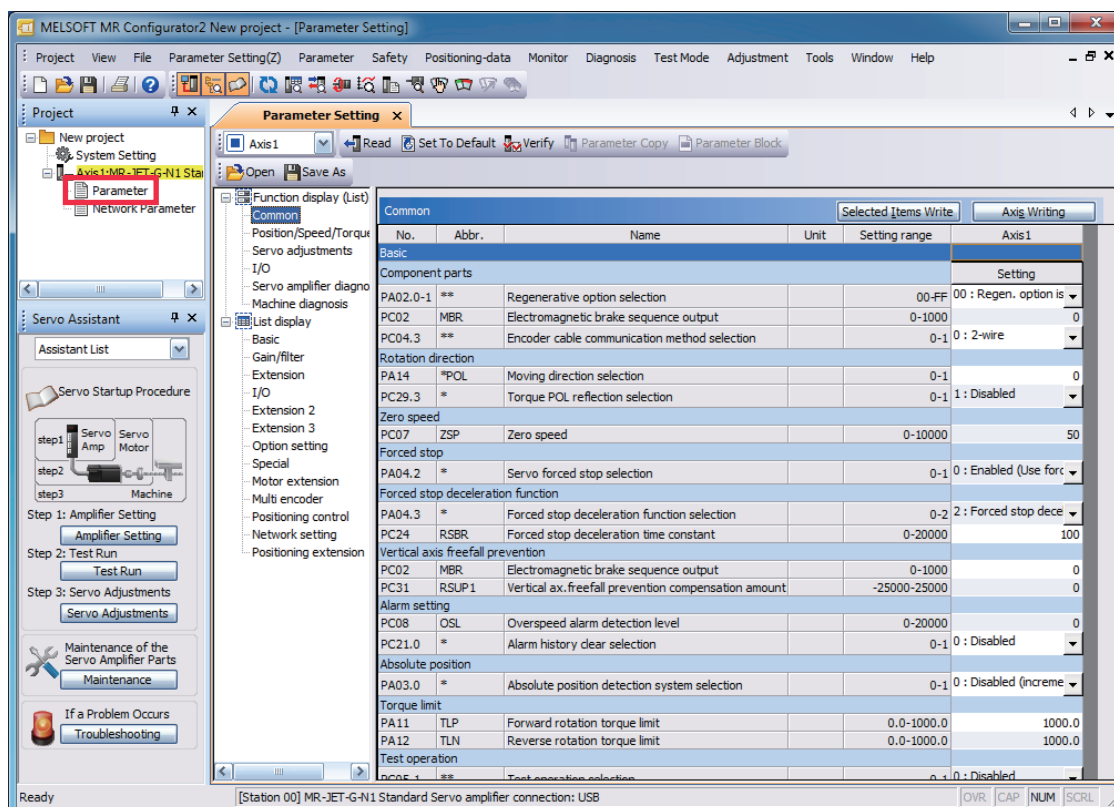 MELSOFT MR Configurator2 New project - [Parameter Setting]
Project View File Parameter Setting(Z) Parameter Safety Positioning-data Monitor Diagnosis Test Mode Adjustment Tools Window Help
Project
New project
System Setting
Axis1:MR-JET-G-N1 Star
Parameter
Network Parameter
Servo Assistant
Assistant List
Servo Startup Procedure
step1 Servo Amp Servo Motor
step2
step3 Machine
Step 1: Amplifier Setting
Amplifier Setting
Step 2: Test Run
Test Run
Step 3: Servo Adjustments
Servo Adjustments
Maintenance of the
Servo Amplifier Parts
Maintenance
If a Problem Occurs
Troubleshooting
Parameter Setting
Axis1 Read Set To Default Verify Parameter Copy Parameter Block
Open Save As
Function display (List)
Common
Position/Speed/Torque
Servo adjustments
I/O
Servo amplifier diagno
Machine diagnosis
List display
Basic
Gain/filter
Extension
I/O
Extension 2
Extension 3
Option setting
Special
Motor extension
Multi encoder
Positioning control
Network setting
Positioning extension
Common Selected Items Write Axis Writing
No. Abbr. Name Unit Setting range Axis1
Basic
Component parts Setting
PA02.0-1 ** Regenerative option selection 00-FF 00 : Regen. option is
PC02 MBR Electromagnetic brake sequence output 0-1000 0
PC04.3 ** Encoder cable communication method selection 0-1 0 : 2-wire
Rotation direction
PA14 *POL Moving direction selection 0-1 0
PC29.3 * Torque POL reflection selection 0-1 1 : Disabled
Zero speed
PC07 ZSP Zero speed 0-10000 50
Forced stop
PA04.2 * Servo forced stop selection 0-1 0 : Enabled (Use forc
Forced stop deceleration function
PA04.3 * Forced stop deceleration function selection 0-2 2 : Forced stop dece
PC24 RSBR Forced stop deceleration time constant 0-20000 100
Vertical axis freefall prevention
PC02 MBR Electromagnetic brake sequence output 0-1000 0
PC31 RSUP1 Vertical ax.freefall prevention compensation amount -25000-25000 0
Alarm setting
PC08 OSL Overspeed alarm detection level 0-20000 0
PC21.0 * Alarm history clear selection 0-1 0 : Disabled
Absolute position
PA03.0 * Absolute position detection system selection 0-1 0 : Disabled (increme
Torque limit
PA11 TLP Forward rotation torque limit 0.0-1000.0 1000.0
PA12 TLN Reverse rotation torque limit 0.0-1000.0 1000.0
Test operation
PC05.1 ** Test operation selection 0-1 0 : Disabled
Ready [Station 00] MR-JET-G-N1 Standard Servo amplifier connection: USB OVR CAP NUM SCRL